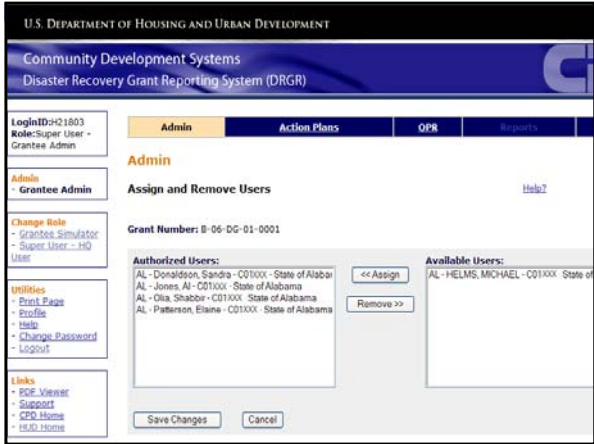 U.S. DEPARTMENT OF HOUSING AND URBAN DEVELOPMENT
Community Development Systems
Disaster Recovery Grant Reporting System (DRGR)
LoginID:H21803
Role:Super User -
Grantee Admin
Admin
- Grantee Admin
Change Role
- Grantee Simulator
- Super User - HQ
User
Utilities
- Print Page
- Profile
- Help
- Change Password
- Logout
Links
- PDF Viewer
- Support
- CPD Home
- HUD Home
Admin Action Plans QPR Reports
Admin
Assign and Remove Users Help?
Grant Number: B-06-DG-01-0001
Authorized Users:
AL - Donaldson, Sandra - C01XXX - State of Alabar
AL - Jones, Al - C01XXX - State of Alabama
AL - Olia, Shabbir - C01XXX State of Alabama
AL - Patterson, Elaine - C01XXX - State of Alabama
<< Assign
Remove >>
Available Users:
AL - HELMS, MICHAEL - C01XXX State of
Save Changes Cancel